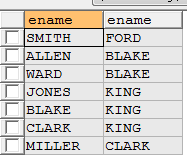 ename ename
SMITH FORD
ALLEN BLAKE
WARD BLAKE
JONES KING
BLAKE KING
CLARK KING
MILLER CLARK